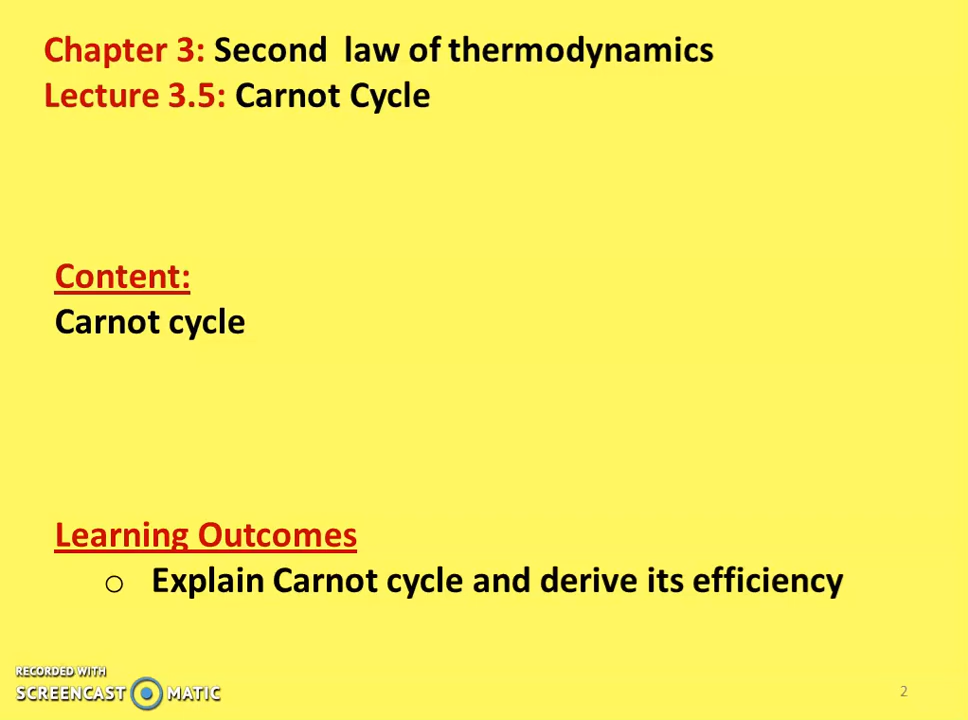 Chapter 3: Second law of thermodynamics
Lecture 3.5: Carnot Cycle
Content:
Carnot cycle
Learning Outcomes
o Explain Carnot cycle and derive its efficiency
RECORDED WITH
SCREENCAST MATIC
2